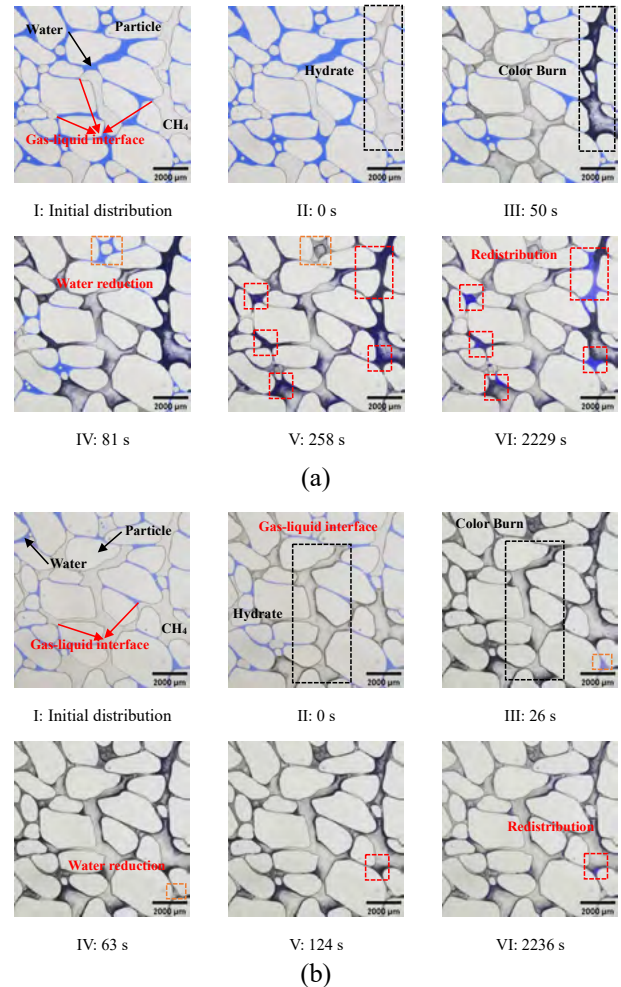 Water
Particle
CH₄
Gas-liquid interface
2000 μm
I: Initial distribution
Hydrate
2000 μm
II: 0 s
Color Burn
2000 μm
III: 50 s
Water reduction
2000 μm
IV: 81 s
2000 μm
V: 258 s
Redistribution
2000 μm
VI: 2229 s
(a)
Particle
Water
CH₄
Gas-liquid interface
2000 μm
I: Initial distribution
Gas-liquid interface
Hydrate
2000 μm
II: 0 s
Color Burn
2000 μm
III: 26 s
Water reduction
2000 μm
IV: 63 s
2000 μm
V: 124 s
Redistribution
2000 μm
VI: 2236 s
(b)